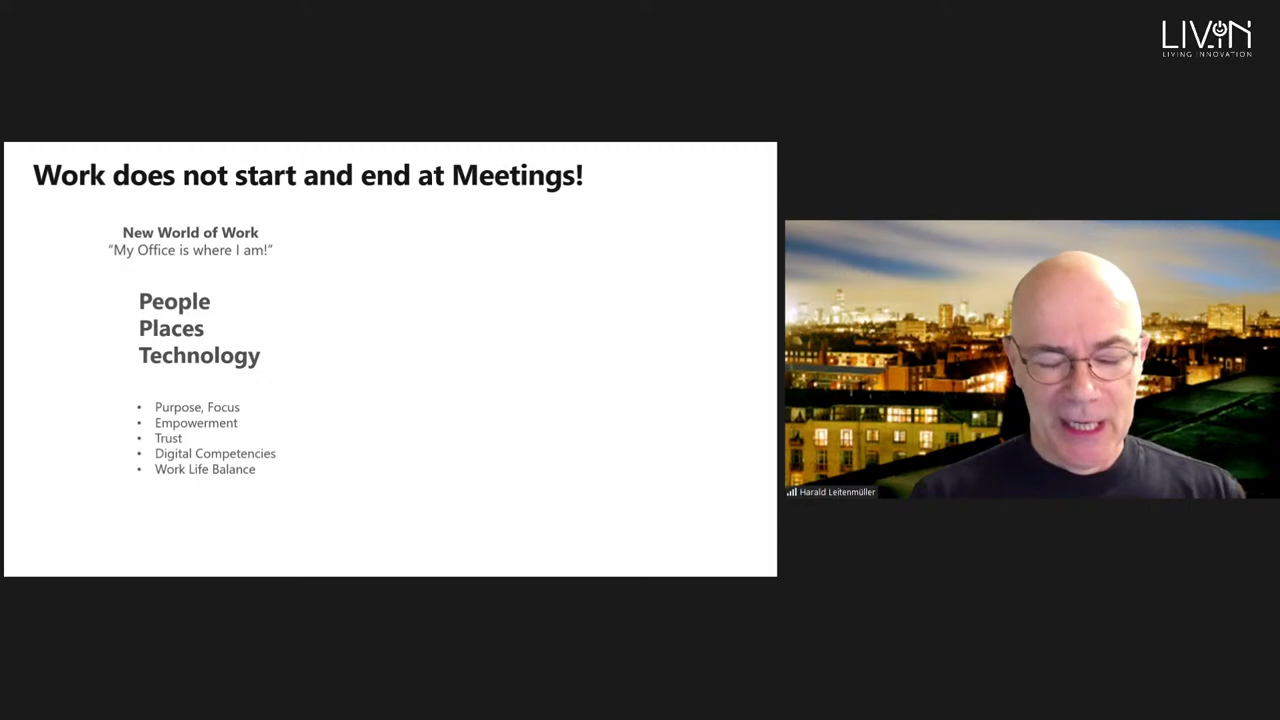 LIVIN
LIVING INNOVATION
Work does not start and end at Meetings!
New World of Work
“My Office is where I am!”
People
Places
Technology
• Purpose, Focus
• Empowerment
• Trust
• Digital Competencies
• Work Life Balance
Harald Leitenmüller